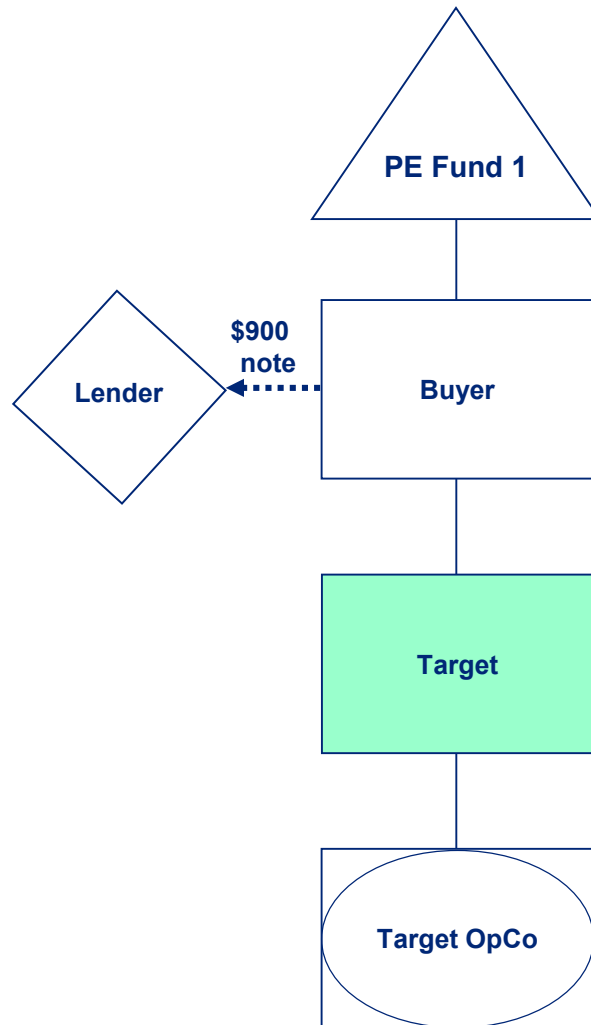 PE Fund 1
$900
note
Lender
Buyer
Target
Target OpCo